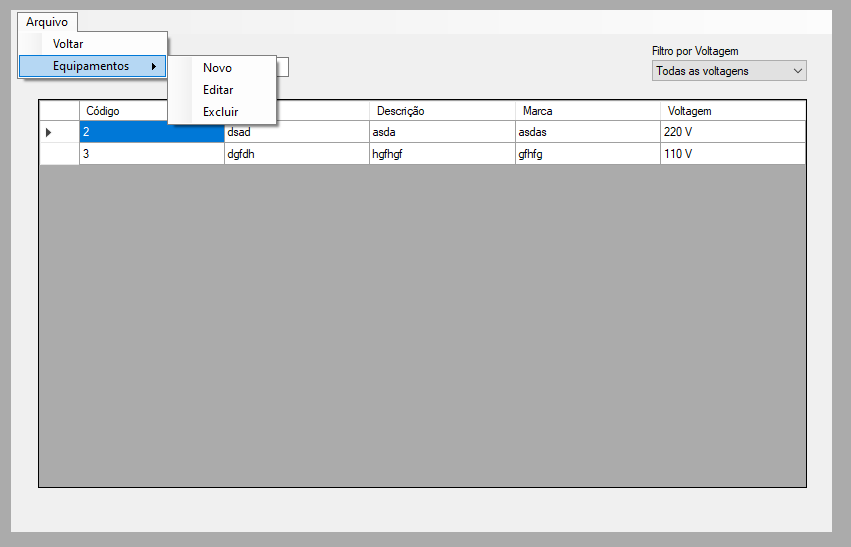 Arquivo
Voltar
Equipamentos
Novo
Editar
Excluir
Filtro por Voltagem
Todas as voltagens
Código Descrição Marca Voltagem
2 dsad asda asdas 220 V
3 dgfdh hgfhgf gfhfg 110 V